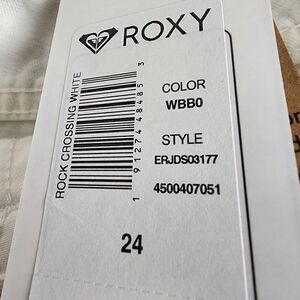 ROXY
ROCK CROSSING WHITE
1 91274 48485 3
COLOR
WBB0
STYLE
ERJDS03177
4500407051
24